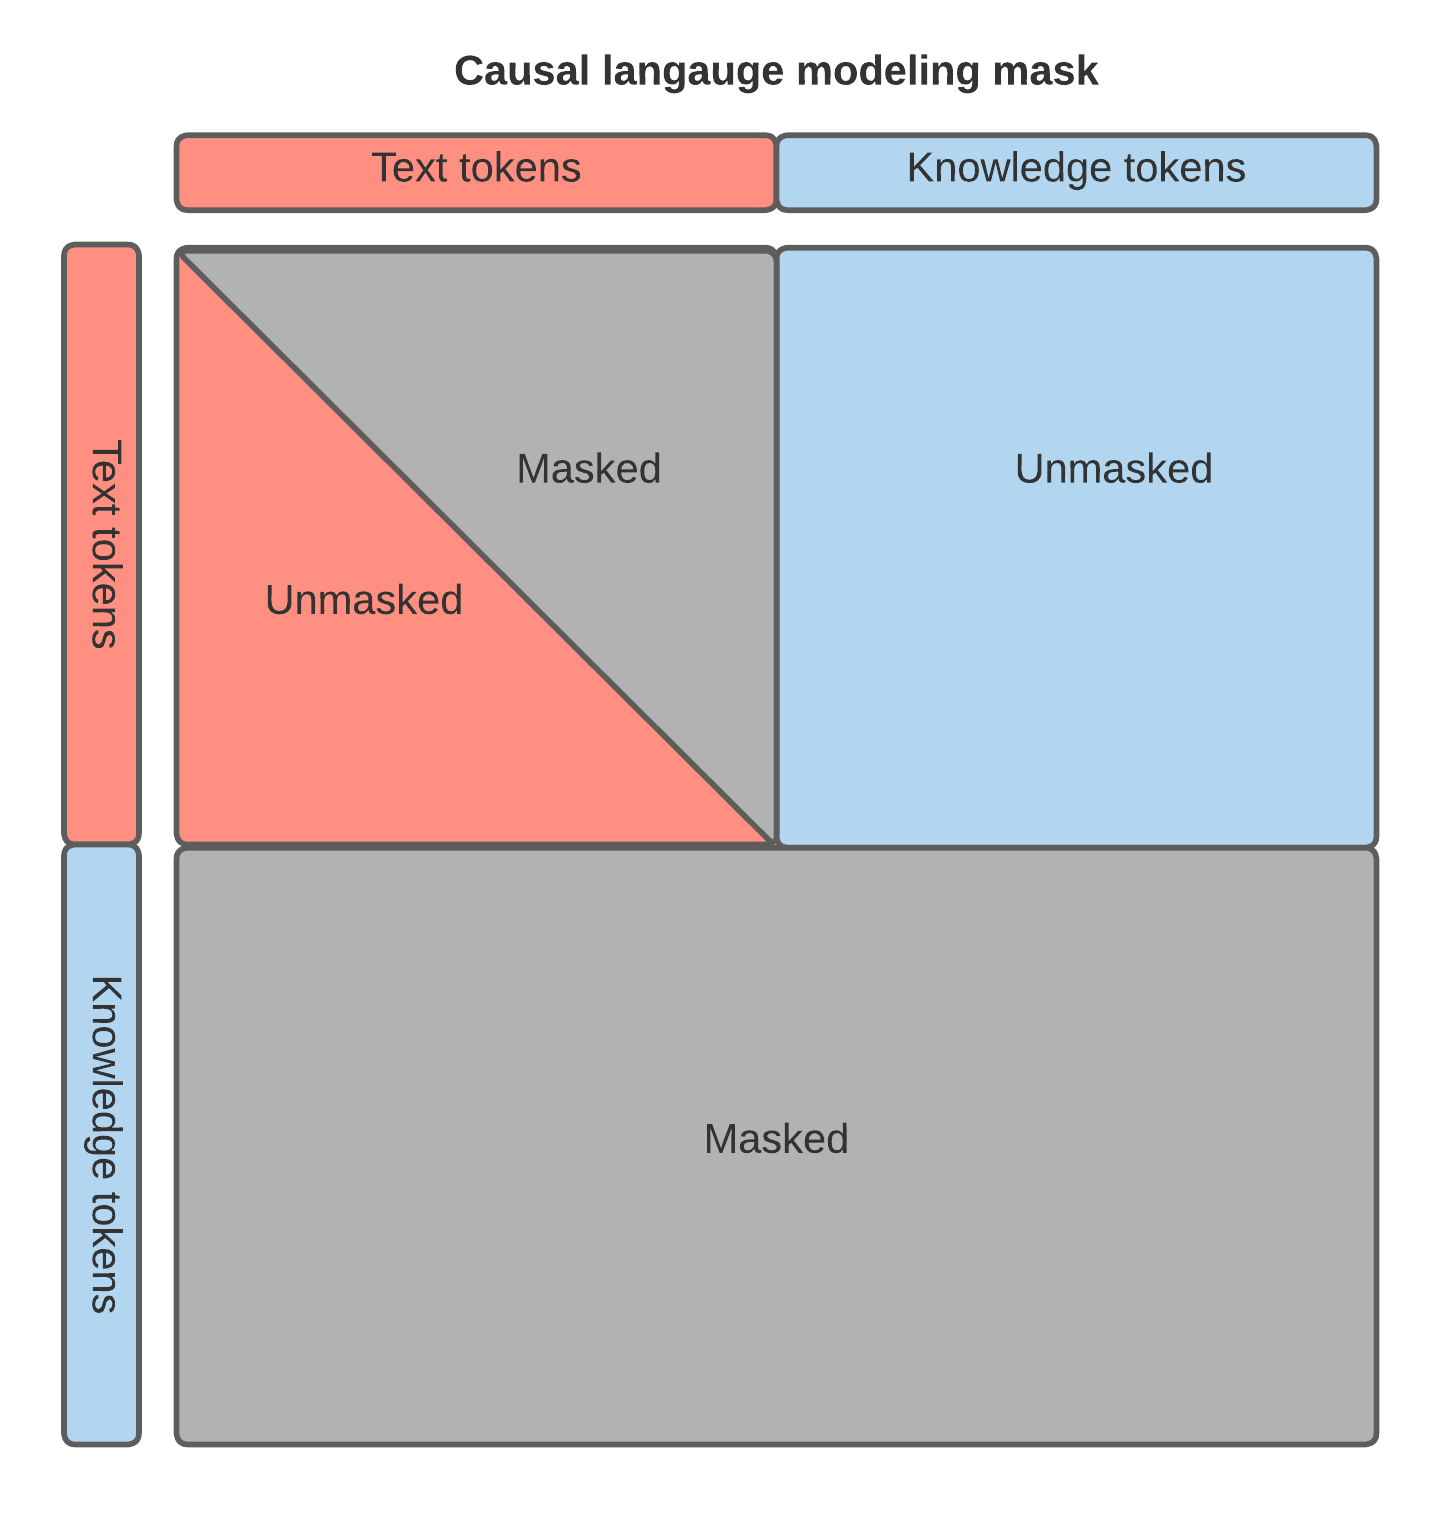 Causal langauge modeling mask
Text tokens
Knowledge tokens
Text tokens
Masked
Unmasked
Unmasked
Knowledge tokens
Masked